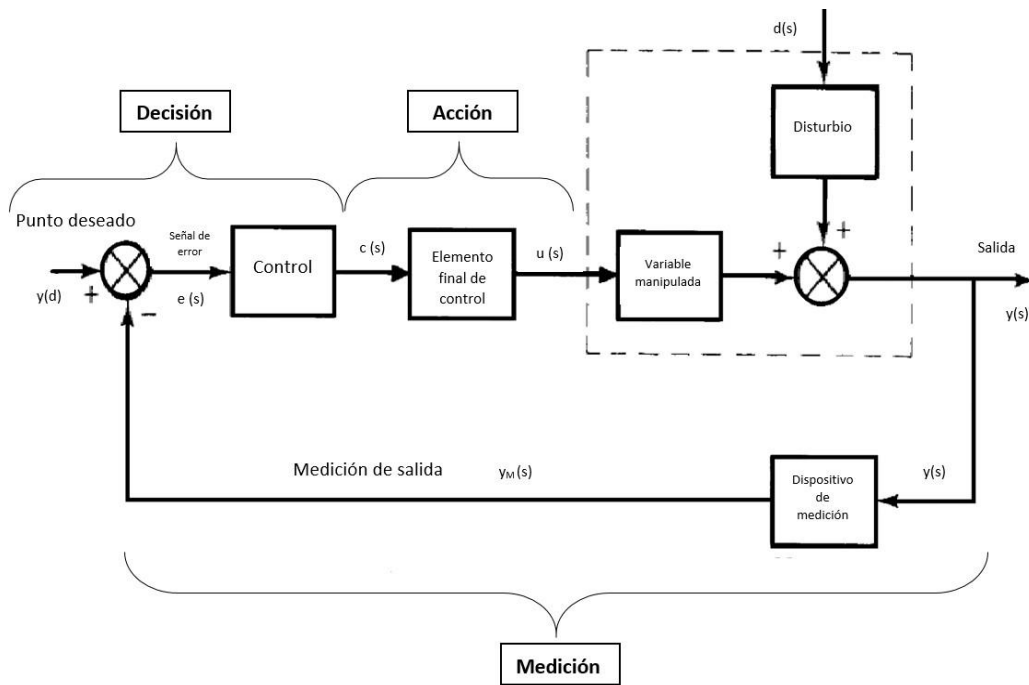 d(s)
Decisión
Acción
Disturbio
Punto deseado
Señal de
error
Control
c (s)
Elemento
final de
control
u (s)
Variable
manipulada
+
+
Salida
y(d)
+
e (s)
−
y(s)
Medición de salida
y_M (s)
Dispositivo
de
medición
y(s)
Medición